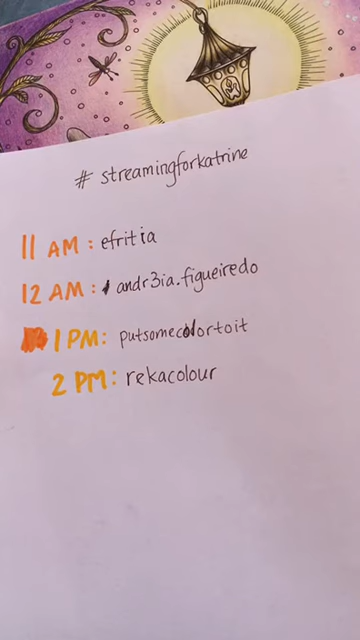 # streamingforkatrine
11 AM : efritia
12 AM : andr3ia.figueiredo
1 PM: putsomecolortoit
2 PM: rekacolour